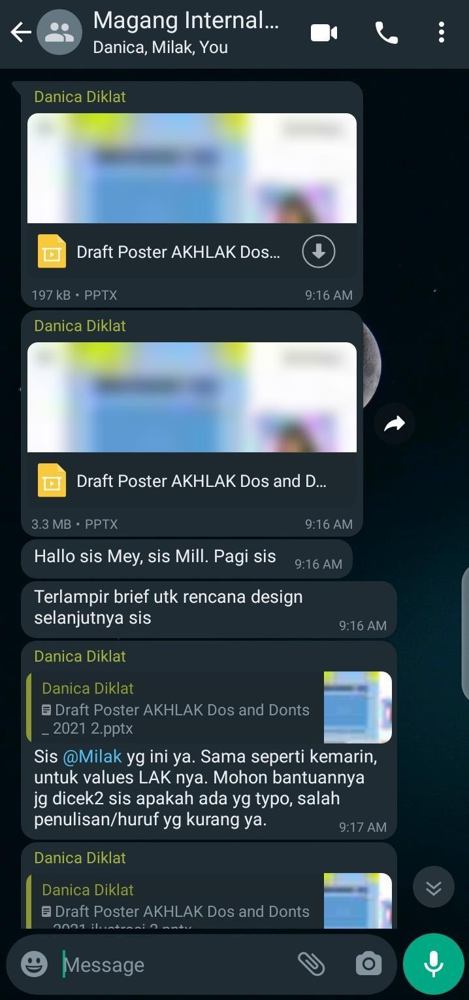 Magang Internal...
Danica, Milak, You
Danica Diklat
Draft Poster AKHLAK Dos...
197 kB • PPTX 9:16 AM
Danica Diklat
Draft Poster AKHLAK Dos and D...
3.3 MB • PPTX 9:16 AM
Hallo sis Mey, sis Mill. Pagi sis 9:16 AM
Terlampir brief utk rencana design
selanjutnya sis 9:16 AM
Danica Diklat
Danica Diklat
Draft Poster AKHLAK Dos and Donts
_ 2021 2.pptx
Sis @Milak yg ini ya. Sama seperti kemarin,
untuk values LAK nya. Mohon bantuannya
jg dicek2 sis apakah ada yg typo, salah
penulisan/huruf yg kurang ya. 9:17 AM
Danica Diklat
Danica Diklat
Draft Poster AKHLAK Dos and Donts
2021 ilustrasi 2.pptx
Message